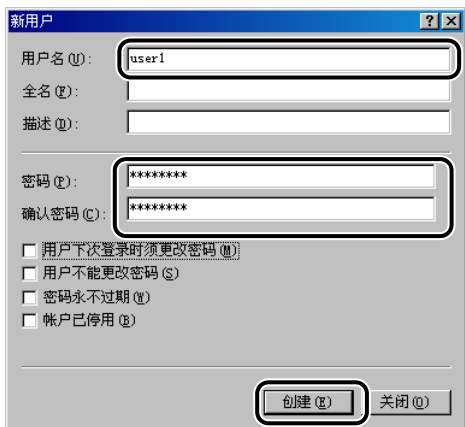 新用户
用户名(U): user1
全名(F):
描述(D):
密码(P): ********
确认密码(C): ********
用户下次登录时须更改密码(M)
用户不能更改密码(S)
密码永不过期(W)
帐户已停用(B)
创建(E) 关闭(O)